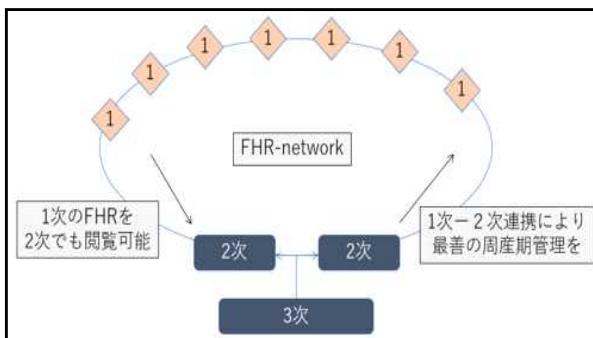 1
1
1
1
1
1
1
FHR-network
1次のFHRを
2次でも閲覧可能
1次ー2次連携により
最善の周産期管理を
2次
2次
3次